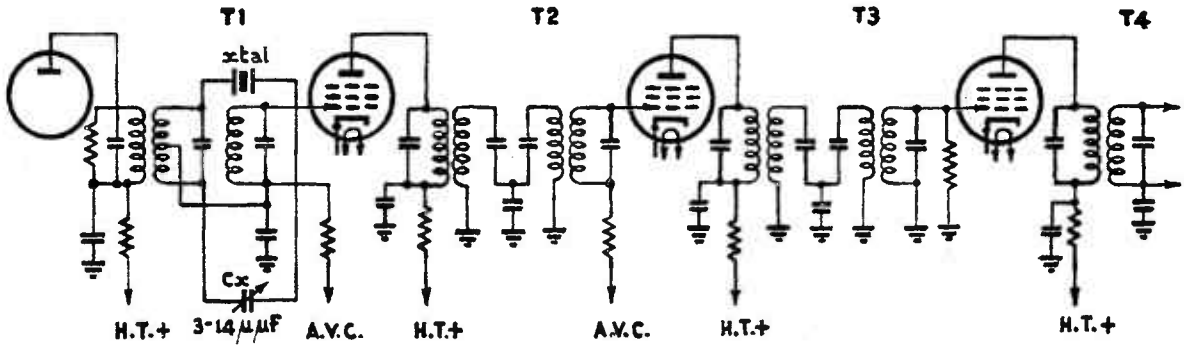 T1
T2
T3
T4
xtal
Cx
3-14μμF
H.T.+
A.V.C.
H.T.+
A.V.C.
H.T.+
H.T.+